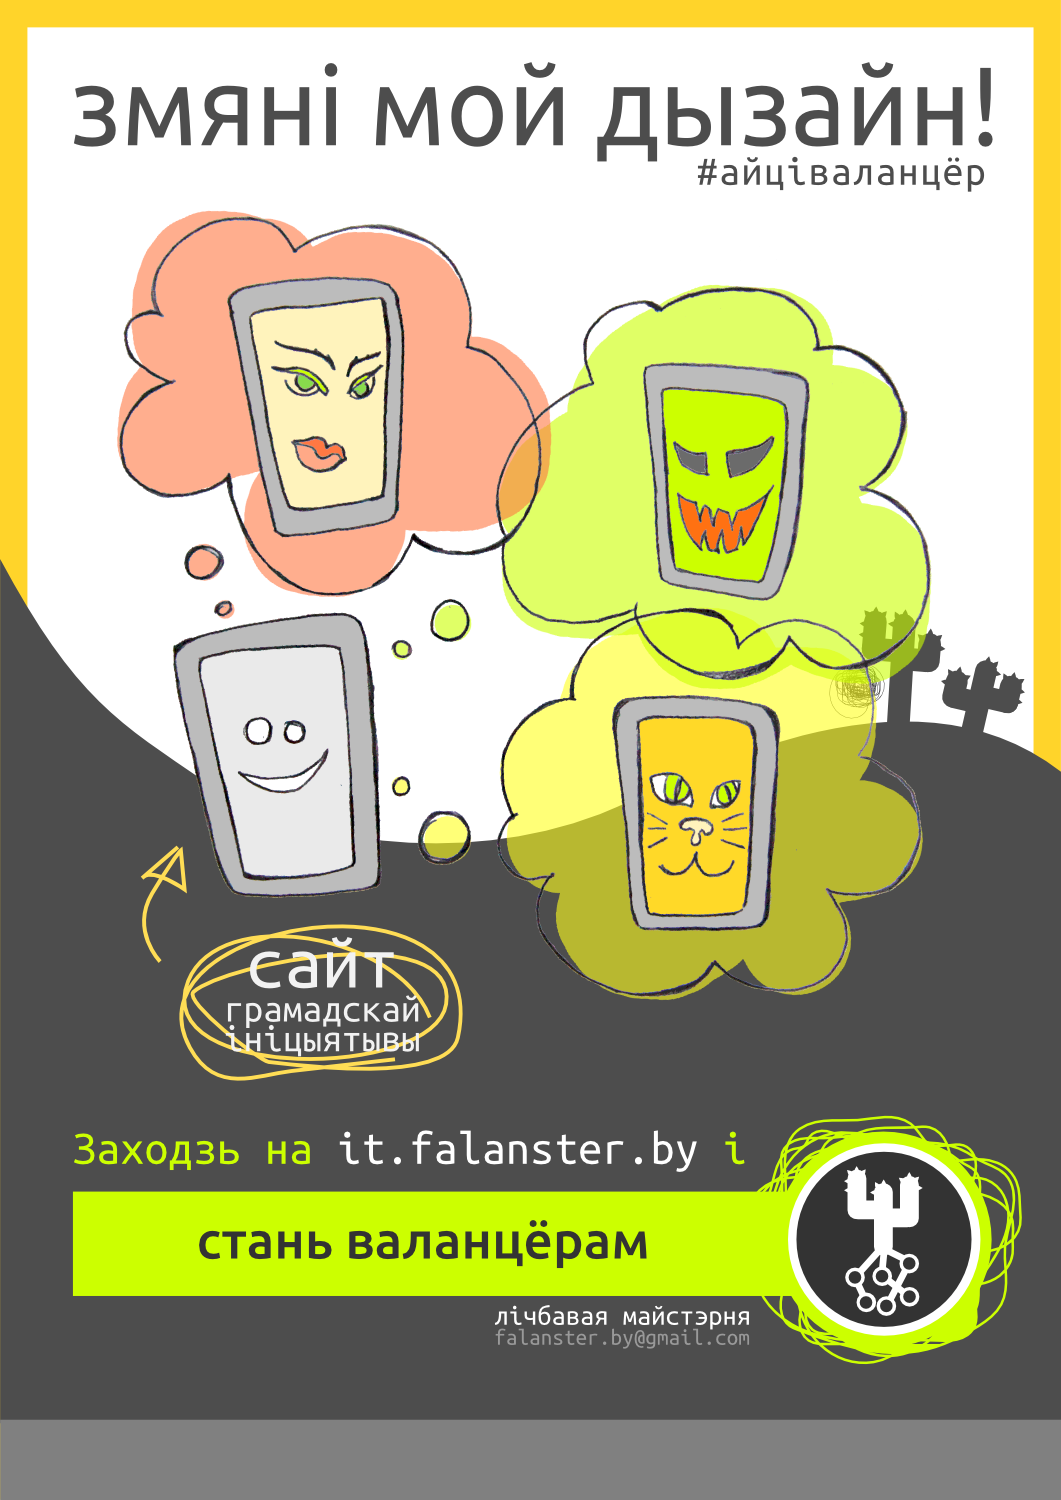 змяні мой дызайн!
#айціваланцёр
сайт
грамадскай
ініцыятывы
Заходзь на it.falanster.by і
стань валанцёрам
лічбавая майстэрня
falanster.by@gmail.com